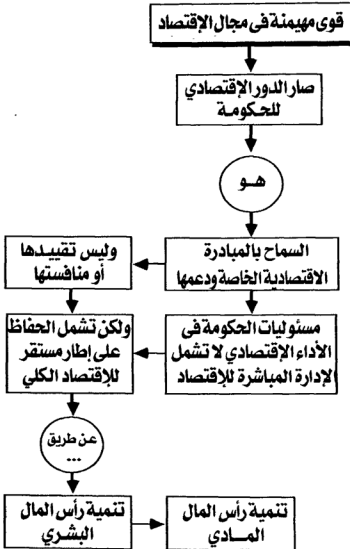 قوى مهيمنة فى مجال الإقتصاد
صار الدور الإقتصادي
للحكومة
هو
السماح بالمبادرة
الاقتصادية الخاصة ودعمها
وليس تقييدها
أو منافستها
مسئوليات الحكومة فى
الأداء الإقتصادي لا تشمل
الإدارة المباشرة للإقتصاد
ولكن تشمل الحفاظ
على إطار مستقر
للإقتصاد الكلي
عن طريق
...
تنمية رأس المال
البشري
تنمية رأس المال
المادي